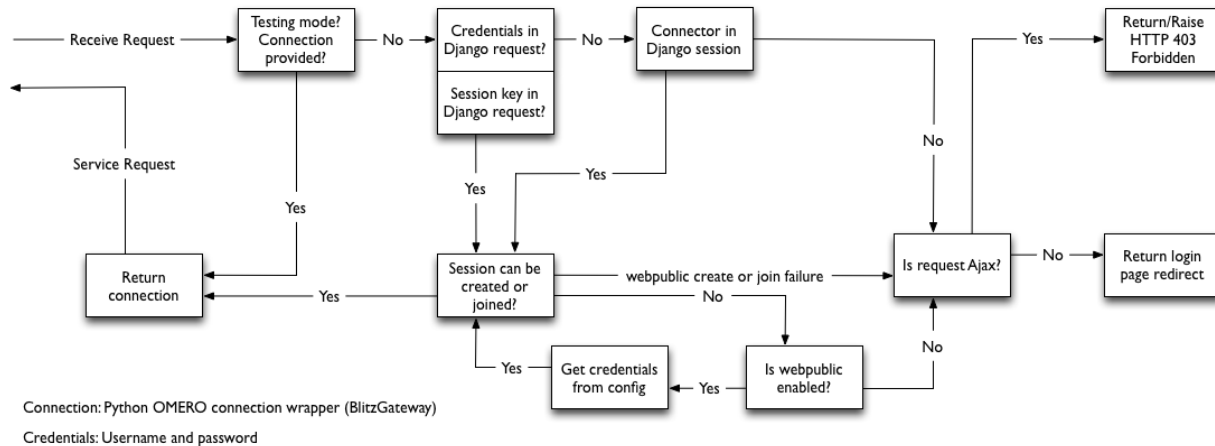 Receive Request
Testing mode?
Connection
provided?
No
Credentials in
Django request?
Session key in
Django request?
No
Connector in
Django session
Yes
Return/Raise
HTTP 403
Forbidden
Service Request
Yes
Yes
Yes
No
Return
connection
Yes
Session can be
created or
joined?
webpublic create or join failure
No
Is request Ajax?
No
Return login
page redirect
Yes
Get credentials
from config
Yes
Is webpublic
enabled?
No
Connection: Python OMERO connection wrapper (BlitzGateway)
Credentials: Username and password